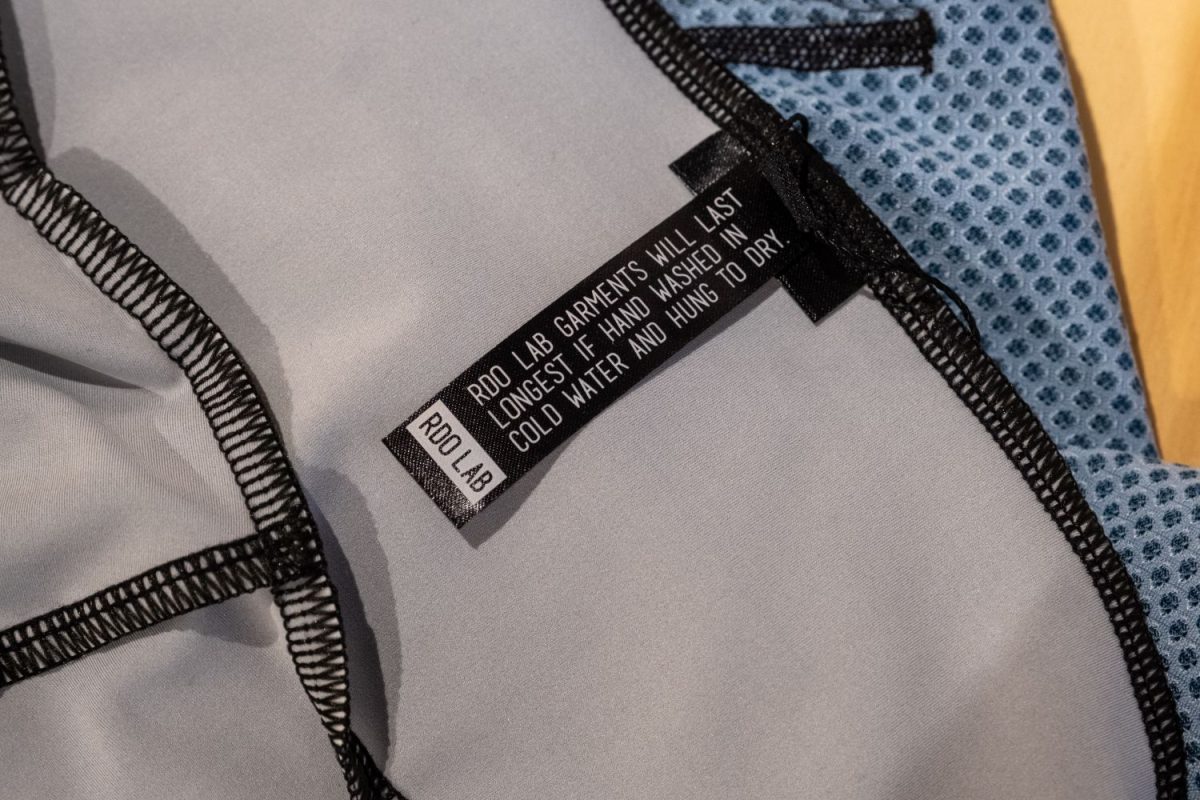 RDO LAB GARMENTS WILL LAST
LONGEST IF HAND WASHED IN
COLD WATER AND HUNG TO DRY.
RDO LAB